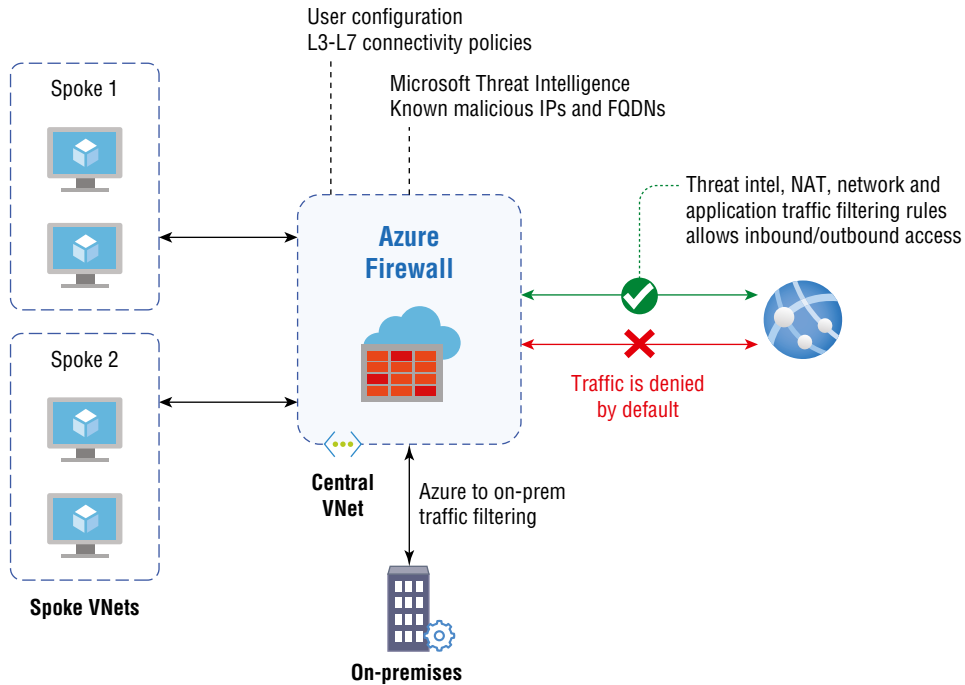 User configuration
L3-L7 connectivity policies
Microsoft Threat Intelligence
Known malicious IPs and FQDNs
Spoke 1
Threat intel, NAT, network and
application traffic filtering rules
allows inbound/outbound access
Azure
Firewall
Spoke 2
Traffic is denied
by default
Central
VNet
Azure to on-prem
traffic filtering
Spoke VNets
On-premises